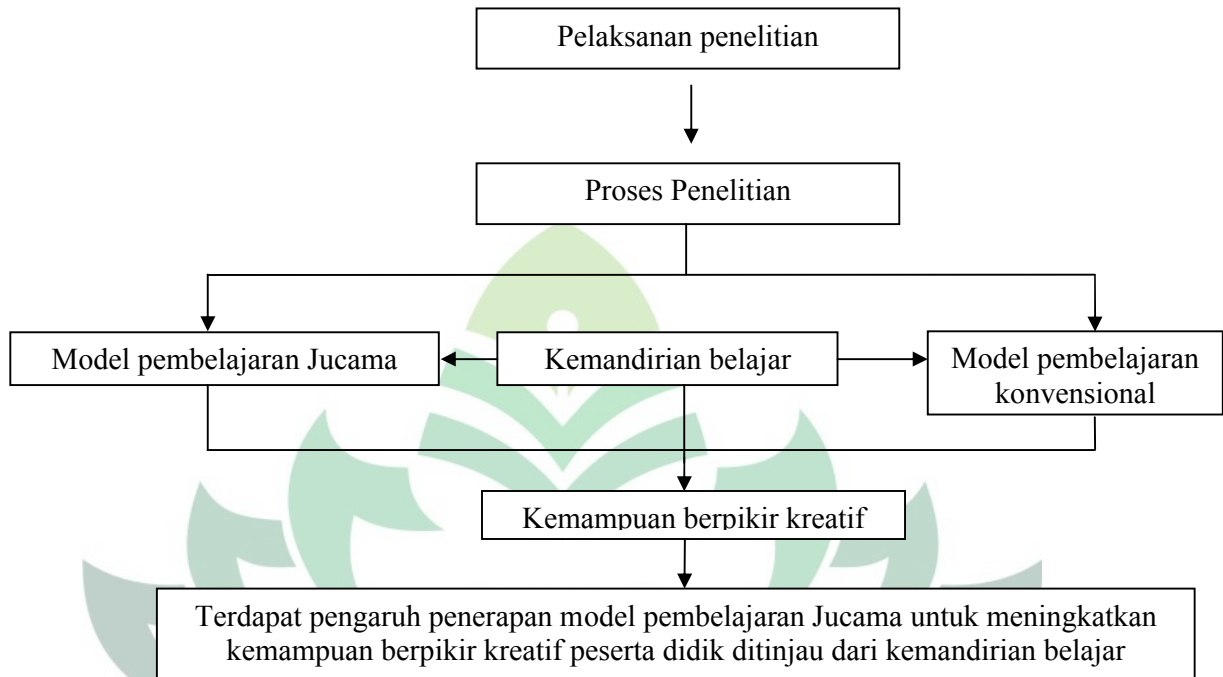 Pelaksanan penelitian
Proses Penelitian
Model pembelajaran Jucama
Kemandirian belajar
Model pembelajaran
konvensional
Kemampuan berpikir kreatif
Terdapat pengaruh penerapan model pembelajaran Jucama untuk meningkatkan
kemampuan berpikir kreatif peserta didik ditinjau dari kemandirian belajar